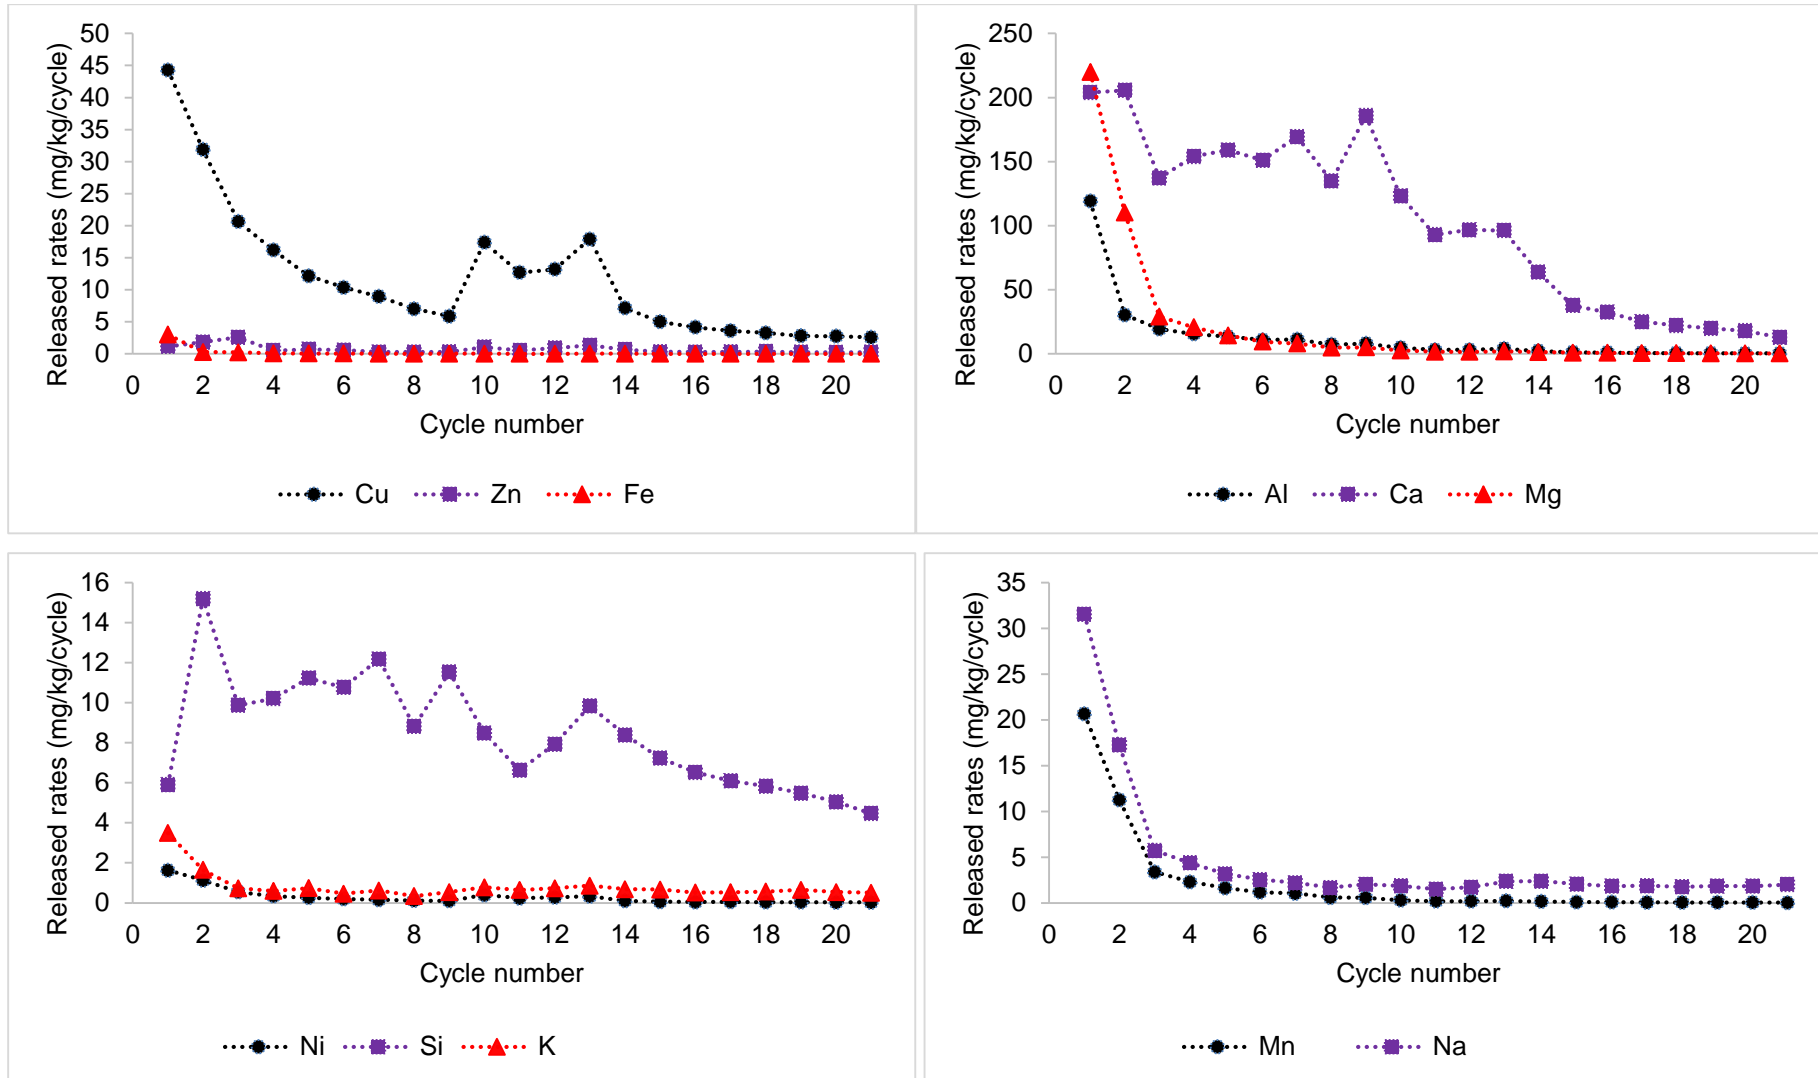 Released rates (mg/kg/cycle)
50
45
40
35
30
25
20
15
10
5
0
0 2 4 6 8 10 12 14 16 18 20
Cycle number
Cu Zn Fe
Released rates (mg/kg/cycle)
250
200
150
100
50
0
0 2 4 6 8 10 12 14 16 18 20
Cycle number
Al Ca Mg
Released rates (mg/kg/cycle)
16
14
12
10
8
6
4
2
0
0 2 4 6 8 10 12 14 16 18 20
Cycle number
Ni Si K
Released rates (mg/kg/cycle)
35
30
25
20
15
10
5
0
0 2 4 6 8 10 12 14 16 18 20
Cycle number
Mn Na